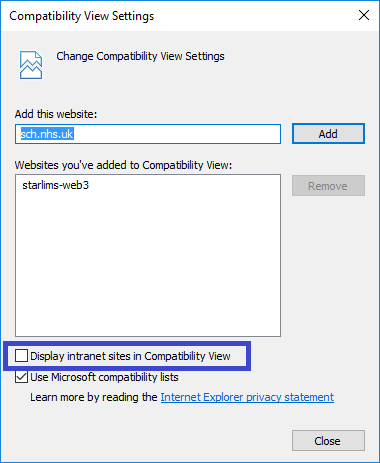 Compatibility View Settings
Change Compatibility View Settings
Add this website:
sch.nhs.uk
Add
Websites you've added to Compatibility View:
starlims-web3
Remove
Display intranet sites in Compatibility View
Use Microsoft compatibility lists
Learn more by reading the Internet Explorer privacy statement
Close